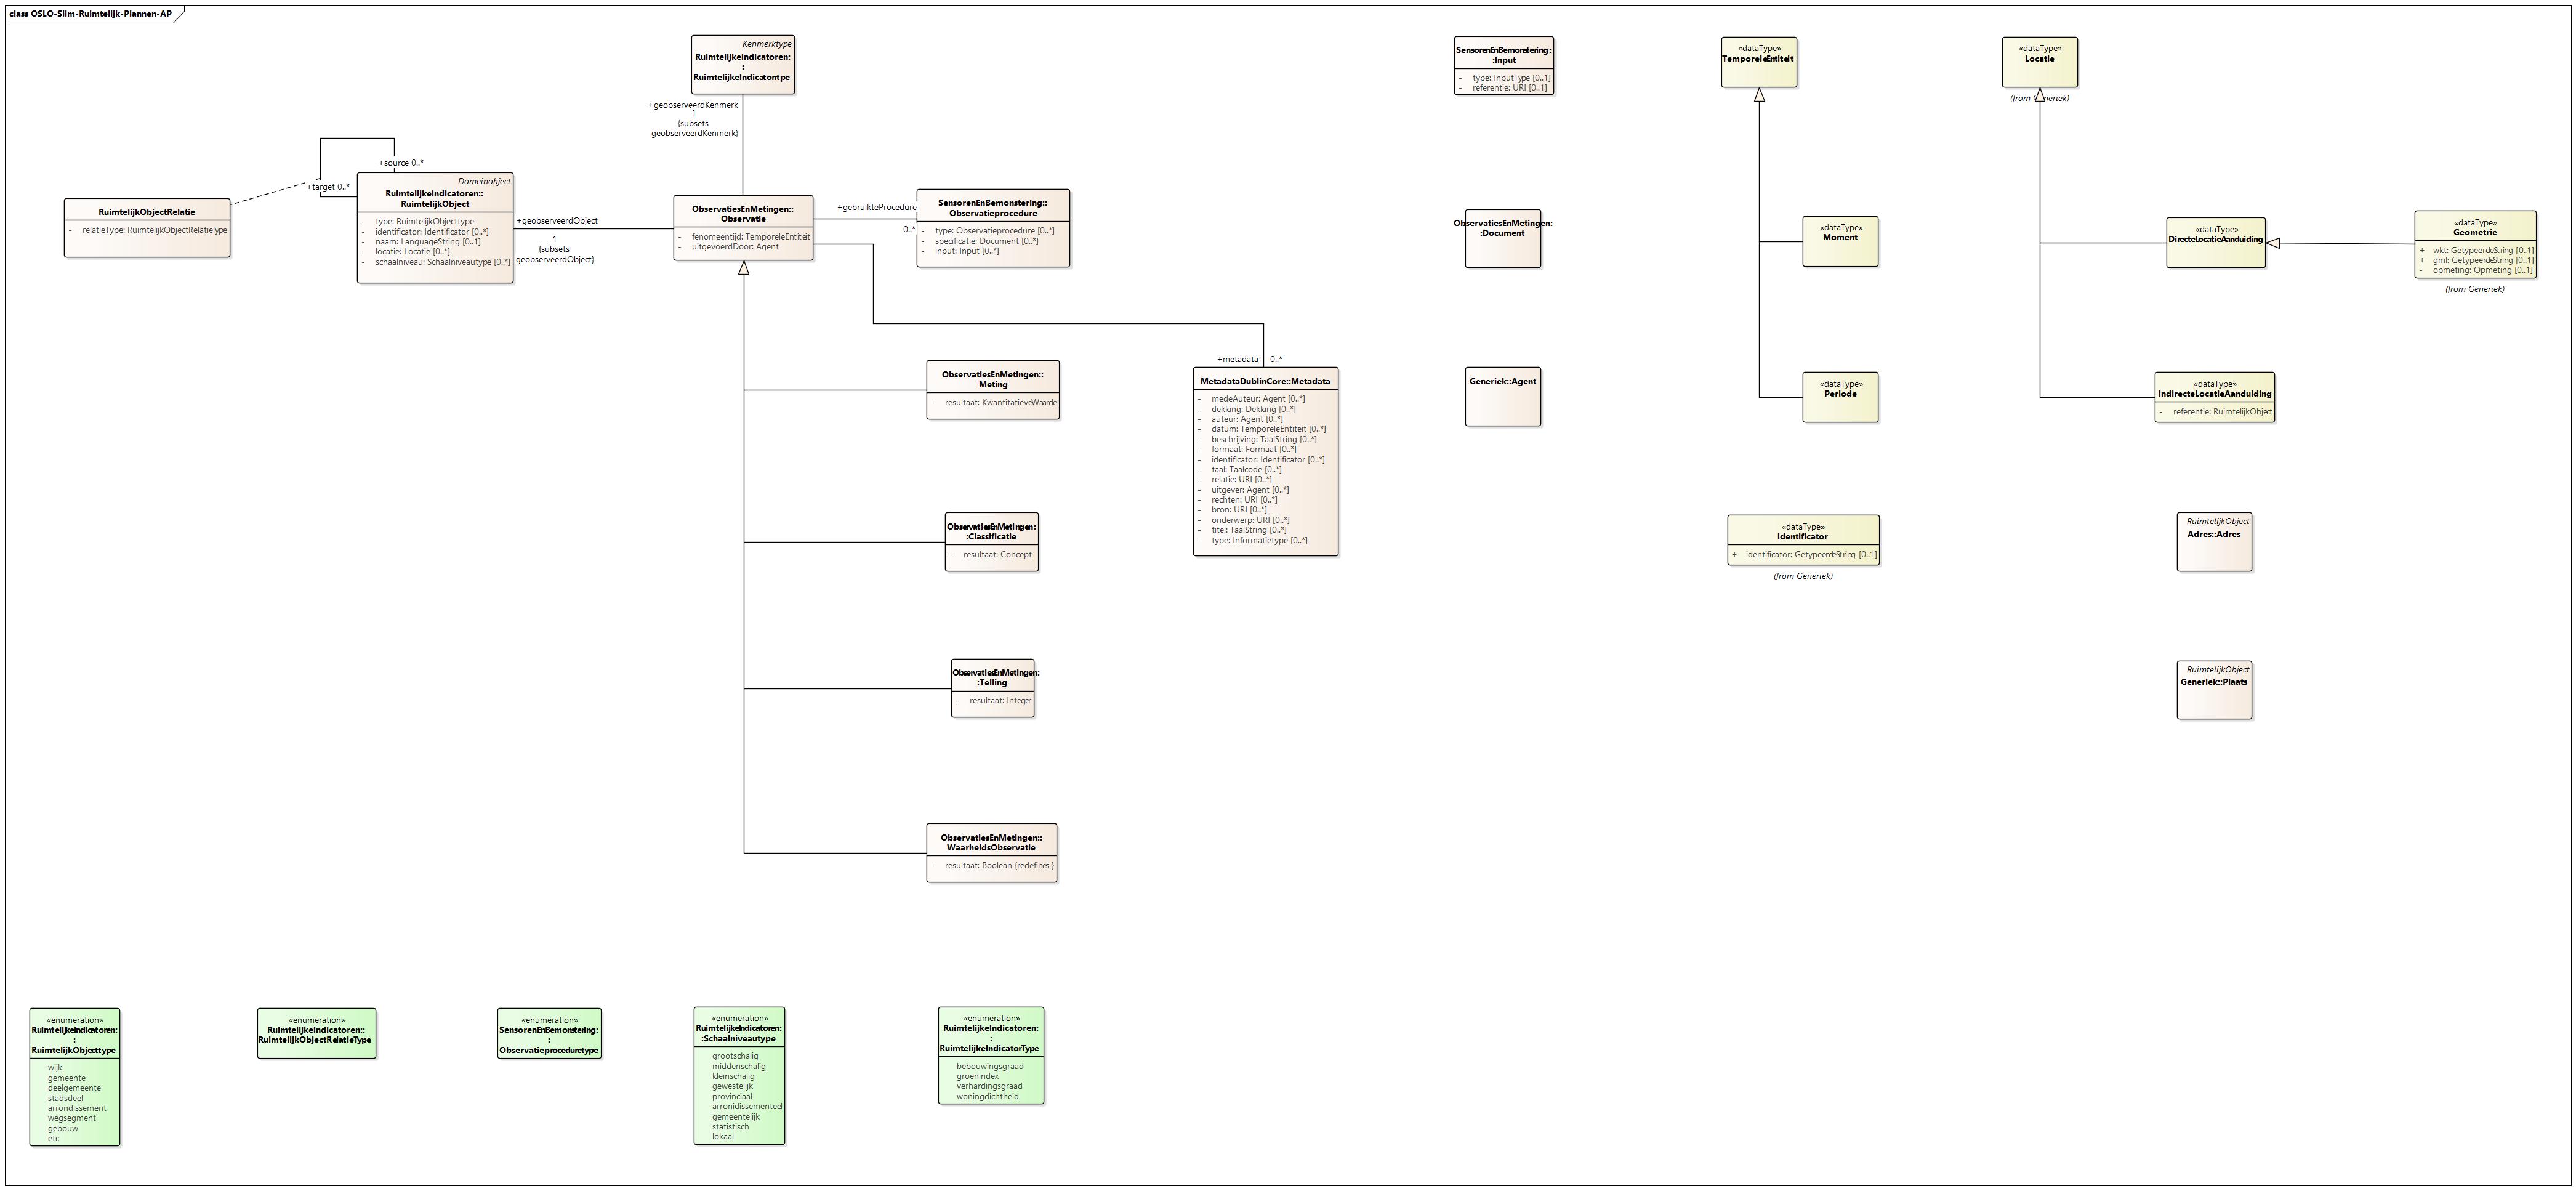 class OSLO-Slim-Ruimtelijk-Plannen-AP
Kenmerktype
RuimtelijkeIndicatoren:
:
RuimtelijkeIndicatortpe
+geobserveerdKenmerk
1
{subsets
geobserveerdKenmerk}
+source 0..*
+target 0..*
RuimtelijkObjectRelatie
- relatieType: RuimtelijkObjectRelatieType
Domeinobject
RuimtelijkeIndicatoren::
RuimtelijkObject
- type: RuimtelijkObjecttype
- identificator: Identificator [0..*]
- naam: LanguageString [0..1]
- locatie: Locatie [0..*]
- schaalniveau: Schaalniveautype [0..*]
+geobserveerdObject
1
{subsets
geobserveerdObject}
ObservatiesEnMetingen::
Observatie
- fenomeentijd: TemporeleEntiteit
- uitgevoerdDoor: Agent
+gebruikteProcedure
0..*
SensorenEnBemonstering::
Observatieprocedure
- type: Observatieprocedure [0..*]
- specificatie: Document [0..*]
- input: Input [0..*]
ObservatiesEnMetingen::
Meting
- resultaat: KwantitatieveWaarde
ObservatiesEnMetingen:
:Classificatie
- resultaat: Concept
ObservatiesEnMetingen:
:Telling
- resultaat: Integer
ObservatiesEnMetingen::
WaarheidsObservatie
- resultaat: Boolean {redefines }
+metadata 0..*
MetadataDublinCore::Metadata
- medeAuteur: Agent [0..*]
- dekking: Dekking [0..*]
- auteur: Agent [0..*]
- datum: TemporeleEntiteit [0..*]
- beschrijving: TaalString [0..*]
- formaat: Formaat [0..*]
- identificator: Identificator [0..*]
- taal: Taalcode [0..*]
- relatie: URI [0..*]
- uitgever: Agent [0..*]
- rechten: URI [0..*]
- bron: URI [0..*]
- onderwerp: URI [0..*]
- titel: TaalString [0..*]
- type: Informatietype [0..*]
SensorenEnBemonstering:
:Input
- type: InputType [0..1]
- referentie: URI [0..1]
ObservatiesEnMetingen:
:Document
Generiek::Agent
«dataType»
TemporeleEntiteit
«dataType»
Moment
«dataType»
Periode
«dataType»
Identificator
+ identificator: GetypeerdeString [0..1]
(from Generiek)
«dataType»
Locatie
(from Generiek)
«dataType»
DirecteLocatieAanduiding
«dataType»
Geometrie
+ wkt: GetypeerdeString [0..1]
+ gml: GetypeerdeString [0..1]
- opmeting: Opmeting [0..1]
(from Generiek)
«dataType»
IndirecteLocatieAanduiding
- referentie: RuimtelijkObject
RuimtelijkObject
Adres::Adres
RuimtelijkObject
Generiek::Plaats
«enumeration»
RuimtelijkeIndicatoren:
:
RuimtelijkObjecttype
wijk
gemeente
deelgemeente
stadsdeel
arrondissement
wegsegment
gebouw
etc
«enumeration»
RuimtelijkeIndicatoren::
RuimtelijkObjectRelatieType
«enumeration»
SensorenEnBemonstering:
:
Observatieproceduretype
«enumeration»
RuimtelijkeIndicatoren:
:Schaalniveautype
grootschalig
middenschalig
kleinschalig
gewestelijk
provinciaal
arronidissementeel
gemeentelijk
statistisch
lokaal
«enumeration»
RuimtelijkeIndicatoren:
:
RuimtelijkeIndicatorType
bebouwingsgraad
groenindex
verhardingsgraad
woningdichtheid